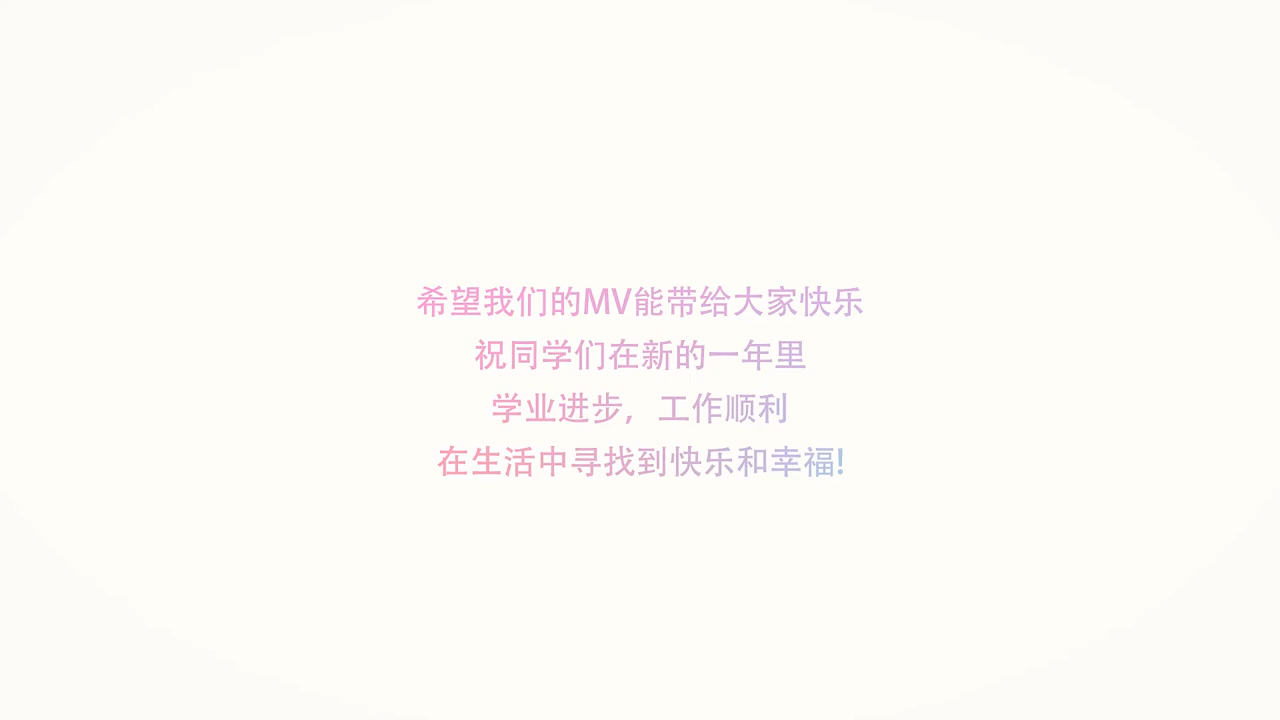 希望我们的MV能带给大家快乐
祝同学们在新的一年里
学业进步，工作顺利
在生活中寻找到快乐和幸福!